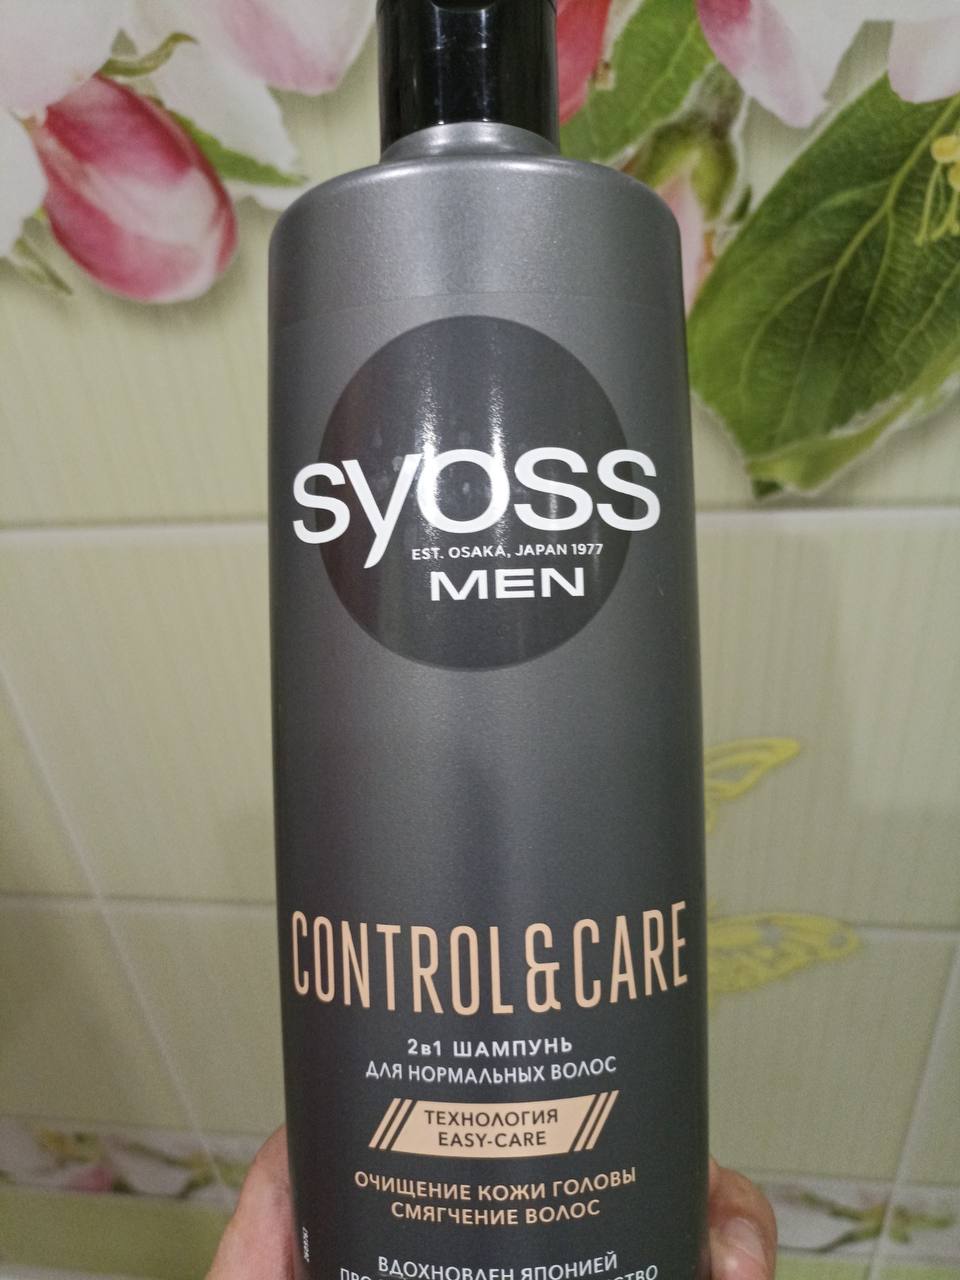 syoss
EST. OSAKA, JAPAN 1977
MEN
CONTROL&CARE
2в1 ШАМПУНЬ
ДЛЯ НОРМАЛЬНЫХ ВОЛОС
ТЕХНОЛОГИЯ
EASY-CARE
ОЧИЩЕНИЕ КОЖИ ГОЛОВЫ
СМЯГЧЕНИЕ ВОЛОС
ВДОХНОВЛЕН ЯПОНИЕЙ